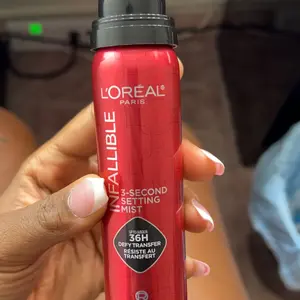 L'ORÉAL®
PARIS
INFALLIBLE
3-SECOND
SETTING
MIST
36H
DEFY TRANSFER
RÉSISTE AU
TRANSFERT